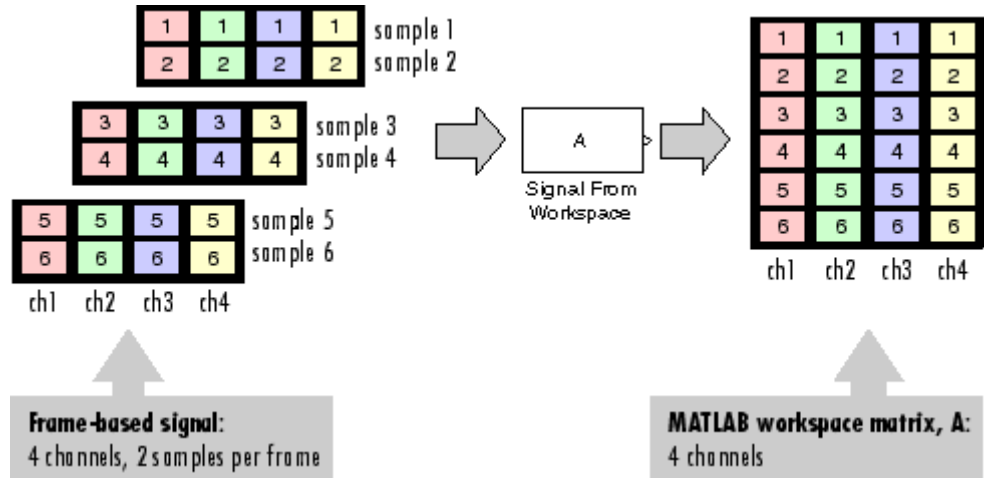 1 1 1 1 sample 1
2 2 2 2 sample 2
3 3 3 3 sample 3
4 4 4 4 sample 4
5 5 5 5 sample 5
6 6 6 6 sample 6
ch1 ch2 ch3 ch4
A
Signal From
Workspace
1 1 1 1
2 2 2 2
3 3 3 3
4 4 4 4
5 5 5 5
6 6 6 6
ch1 ch2 ch3 ch4
Frame-based signal:
4 channels, 2 samples per frame
MATLAB workspace matrix, A:
4 channels